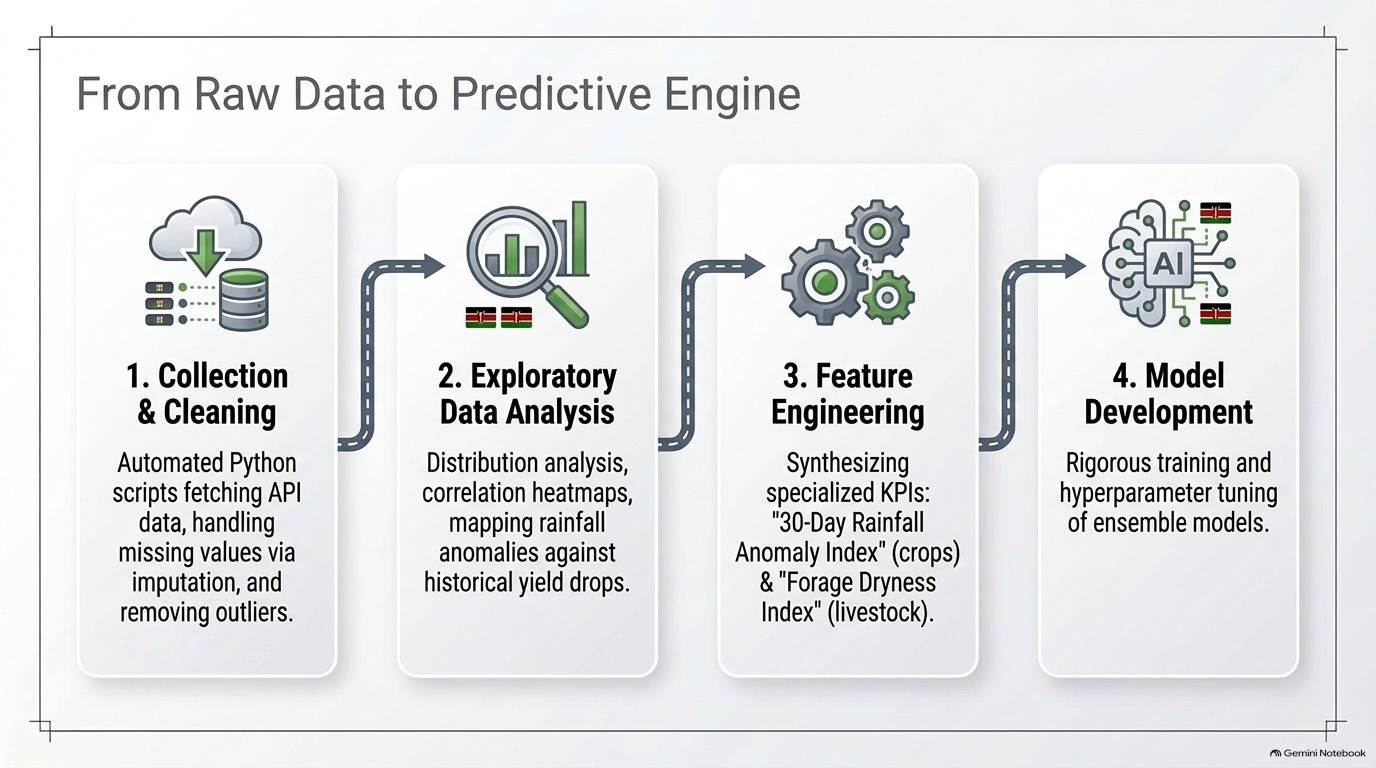 From Raw Data to Predictive Engine
1. Collection
& Cleaning
Automated Python
scripts fetching API
data, handling
missing values via
imputation, and
removing outliers.
2. Exploratory
Data Analysis
Distribution analysis,
correlation heatmaps,
mapping rainfall
anomalies against
historical yield drops.
3. Feature
Engineering
Synthesizing
specialized KPIs:
"30-Day Rainfall
Anomaly Index" (crops)
& "Forage Dryness
Index" (livestock).
AI
4. Model
Development
Rigorous training and
hyperparameter tuning
of ensemble models.
Gemini Notebook